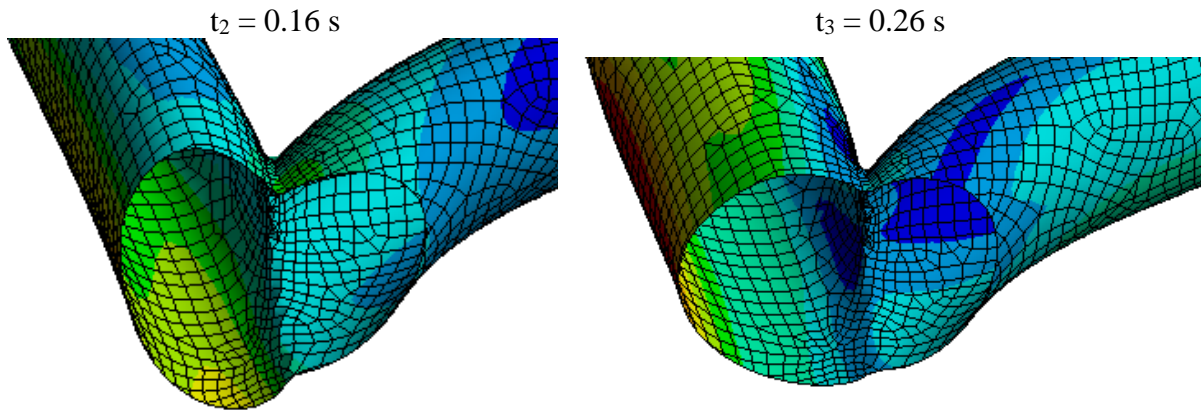 t₂ = 0.16 s
t₃ = 0.26 s